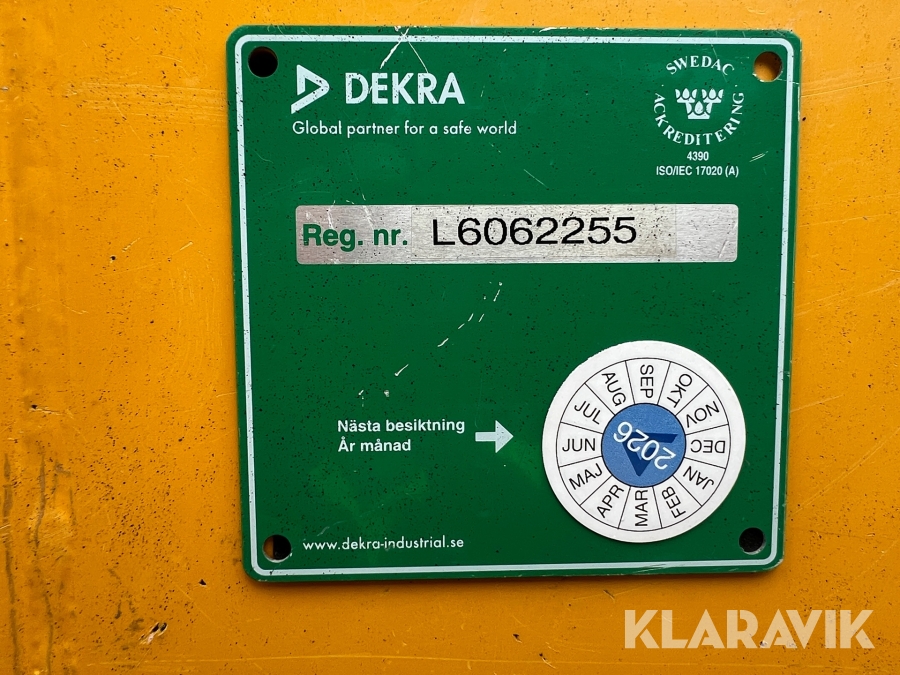 DEKRA
Global partner for a safe world
SWEDAC
ACKREDITERING
4390
ISO/IEC 17020 (A)
Reg. nr. L6062255
Nästa besiktning
År månad
JAN
FEB
MAR
APR
MAJ
JUN
JUL
AUG
SEP
OKT
NOV
DEC
2026
www.dekra-industrial.se
KLARAVIK